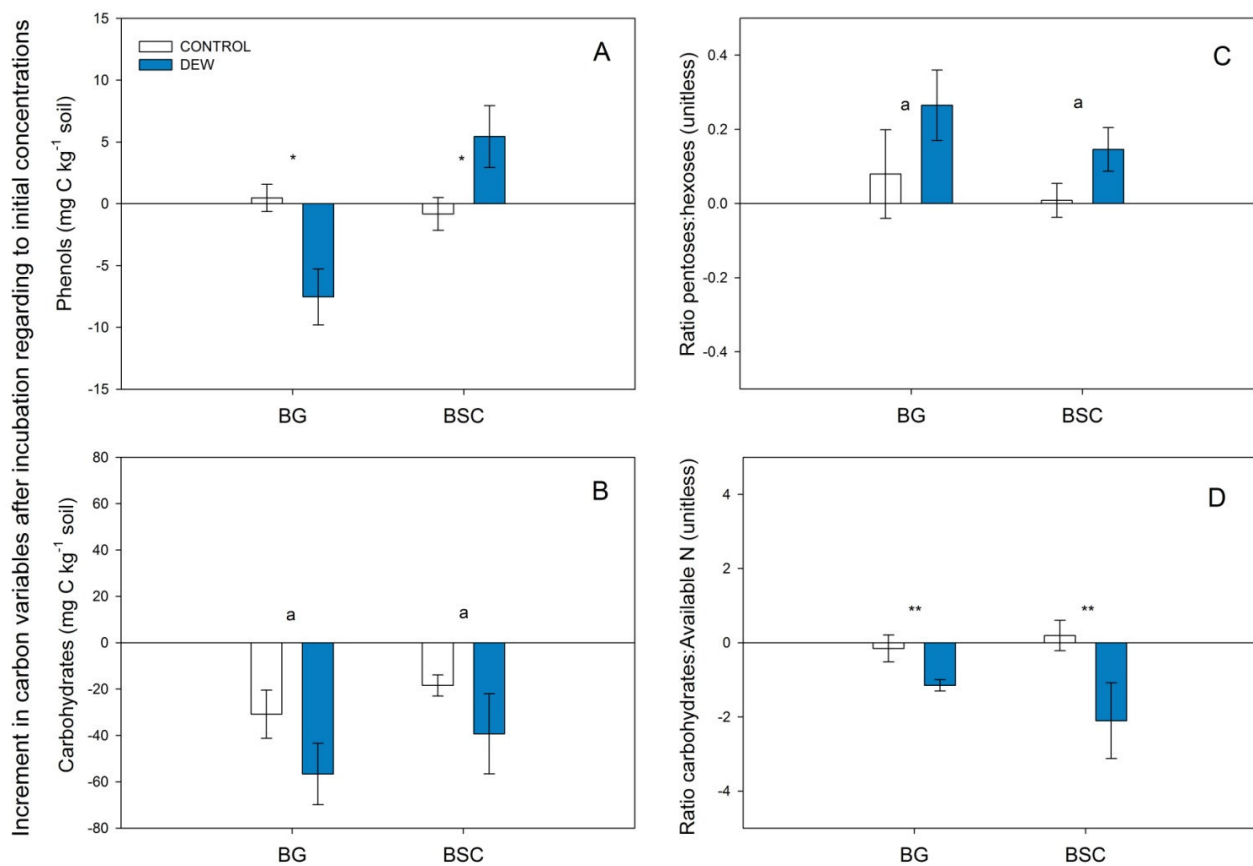 Increment in carbon variables after incubation regarding to initial concentrations
Phenols (mg C kg⁻¹ soil)
15
10
5
0
-5
-10
-15
CONTROL
DEW
A
*
*
BG
BSC
Ratio pentoses:hexoses (unitless)
0.4
0.2
0.0
-0.2
-0.4
C
a
a
BG
BSC
Carbohydrates (mg C kg⁻¹ soil)
80
60
40
20
0
-20
-40
-60
-80
B
a
a
BG
BSC
Ratio carbohydrates:Available N (unitless)
4
2
0
-2
-4
D
**
**
BG
BSC